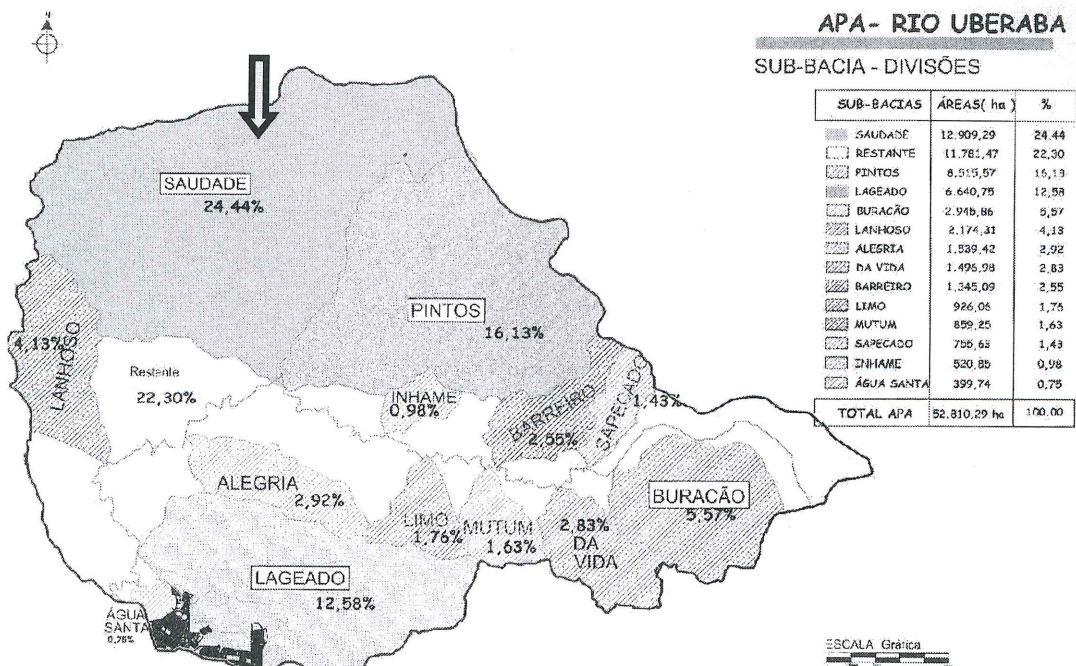 N
APA- RIO UBERABA
SUB-BACIA - DIVISÕES
SUB-BACIAS ÁREAS( ha ) %
SAUDADE 12.909,29 24,44
RESTANTE 11.781,47 22,30
PINTOS 8.515,57 16,13
LAGEADO 6.640,75 12,58
BURACÃO 2.945,86 5,57
LANHOSO 2.174,31 4,13
ALEGRIA 1.539,42 2,92
DA VIDA 1.496,98 2,83
BARREIRO 1.345,09 2,55
LIMO 926,06 1,75
MUTUM 859,25 1,63
SAPECADO 755,63 1,43
INHAME 520,85 0,98
ÁGUA SANTA 399,74 0,75
TOTAL APA 52.810,29 ha 100,00
SAUDADE
24,44%
PINTOS
16,13%
4,13%
LANHOSO
Restante
22,30%
INHAME
0,98%
BARREIRO
2,55%
SAPECADO
1,43%
ALEGRIA
2,92%
LIMO
1,76%
MUTUM
1,63%
2,83%
DA
VIDA
BURACÃO
5,57%
LAGEADO
12,58%
ÁGUA
SANTA
0,75%
ESCALA Gráfica